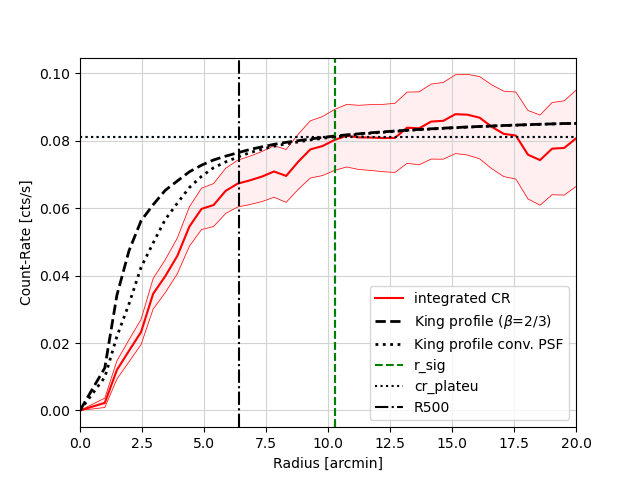 0.10
0.08
0.06
0.04
0.02
0.00
Count-Rate [cts/s]
integrated CR
King profile (β=2/3)
King profile conv. PSF
r_sig
cr_plateu
R500
0.0 2.5 5.0 7.5 10.0 12.5 15.0 17.5 20.0
Radius [arcmin]